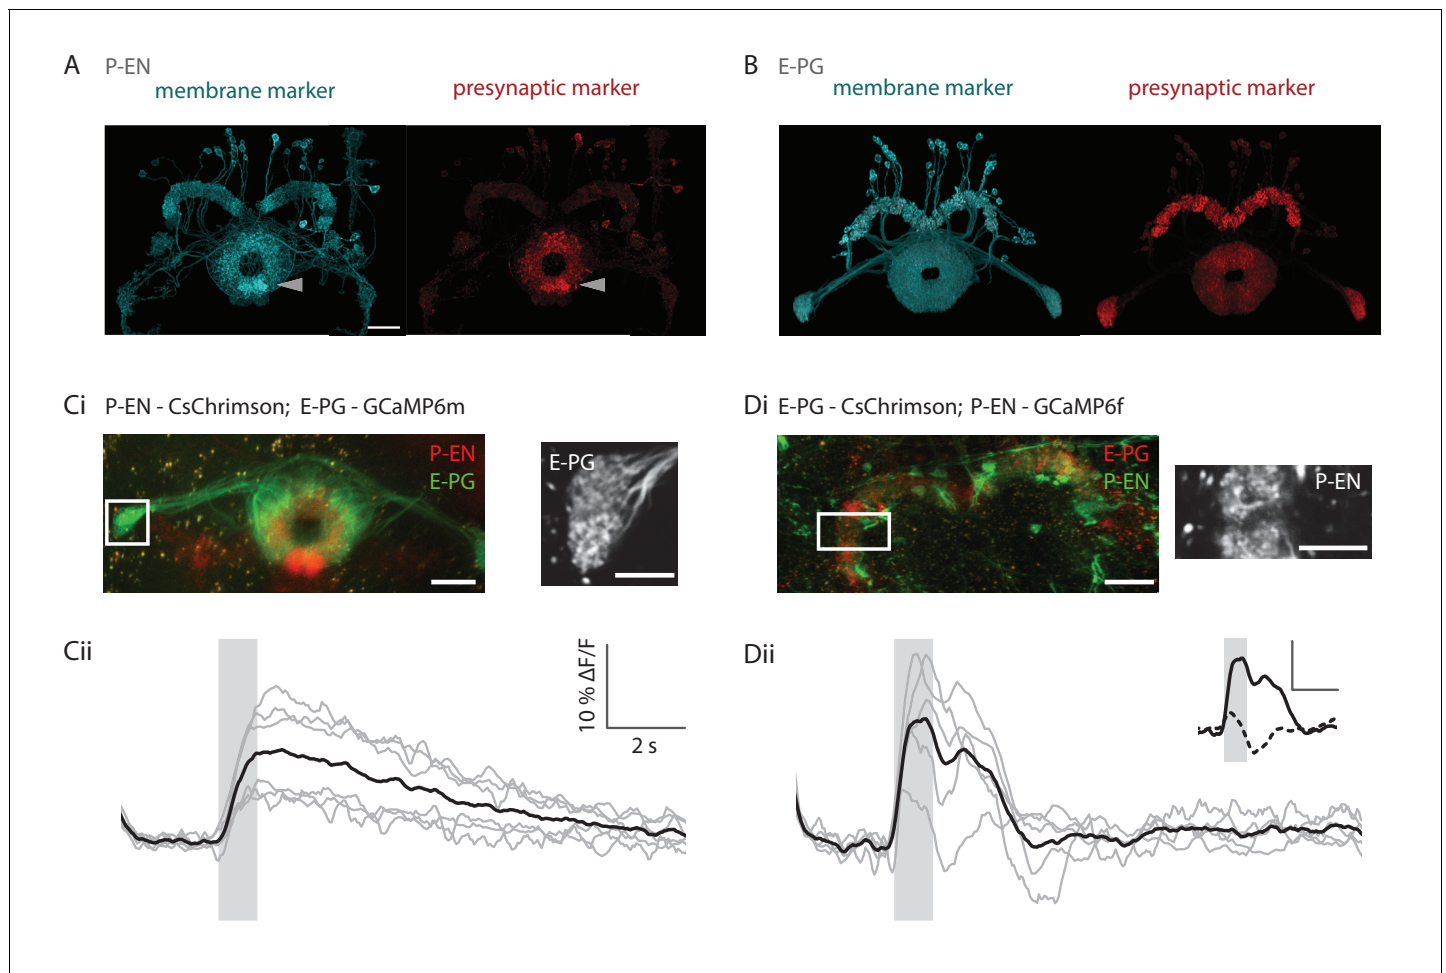 A P-EN
membrane marker presynaptic marker
B E-PG
membrane marker presynaptic marker
Ci P-EN - CsChrimson; E-PG - GCaMP6m
P-EN
E-PG
E-PG
Di E-PG - CsChrimson; P-EN - GCaMP6f
E-PG
P-EN
P-EN
Cii
10 % ΔF/F
2 s
Dii